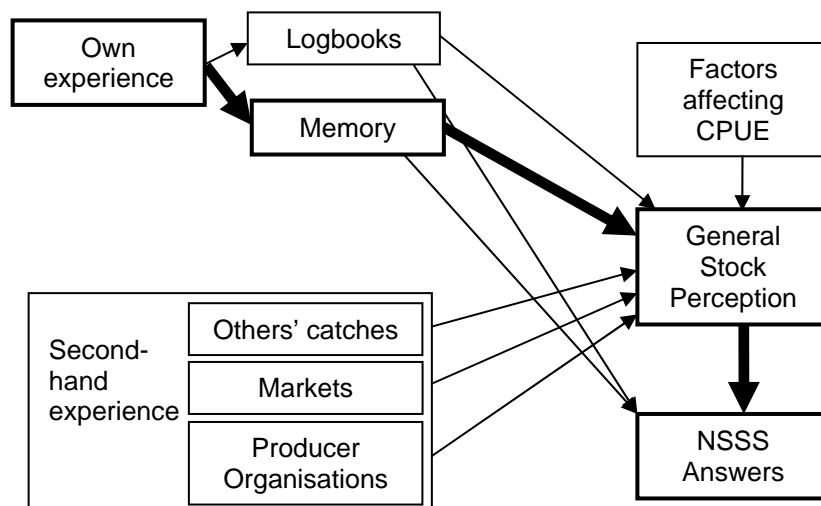 Own
experience
Logbooks
Memory
Factors
affecting
CPUE
General
Stock
Perception
Second-
hand
experience
Others’ catches
Markets
Producer
Organisations
NSSS
Answers